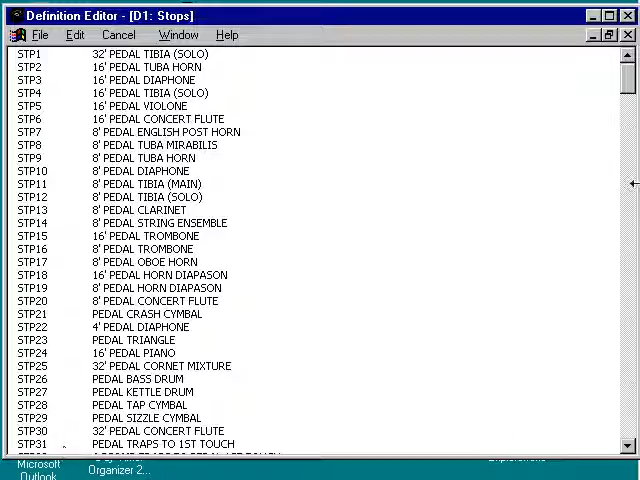 Definition Editor - [D1: Stops]
File Edit Cancel Window Help
STP1 32' PEDAL TIBIA (SOLO)
STP2 16' PEDAL TUBA HORN
STP3 16' PEDAL DIAPHONE
STP4 16' PEDAL TIBIA (SOLO)
STP5 16' PEDAL VIOLONE
STP6 16' PEDAL CONCERT FLUTE
STP7 8' PEDAL ENGLISH POST HORN
STP8 8' PEDAL TUBA MIRABILIS
STP9 8' PEDAL TUBA HORN
STP10 8' PEDAL DIAPHONE
STP11 8' PEDAL TIBIA (MAIN)
STP12 8' PEDAL TIBIA (SOLO)
STP13 8' PEDAL CLARINET
STP14 8' PEDAL STRING ENSEMBLE
STP15 16' PEDAL TROMBONE
STP16 8' PEDAL TROMBONE
STP17 8' PEDAL OBOE HORN
STP18 16' PEDAL HORN DIAPASON
STP19 8' PEDAL HORN DIAPASON
STP20 8' PEDAL CONCERT FLUTE
STP21 PEDAL CRASH CYMBAL
STP22 4' PEDAL DIAPHONE
STP23 PEDAL TRIANGLE
STP24 16' PEDAL PIANO
STP25 32' PEDAL CORNET MIXTURE
STP26 PEDAL BASS DRUM
STP27 PEDAL KETTLE DRUM
STP28 PEDAL TAP CYMBAL
STP29 PEDAL SIZZLE CYMBAL
STP30 32' PEDAL CONCERT FLUTE
STP31 PEDAL TRAPS TO 1ST TOUCH
Microsoft
Outlook
Organizer 2...